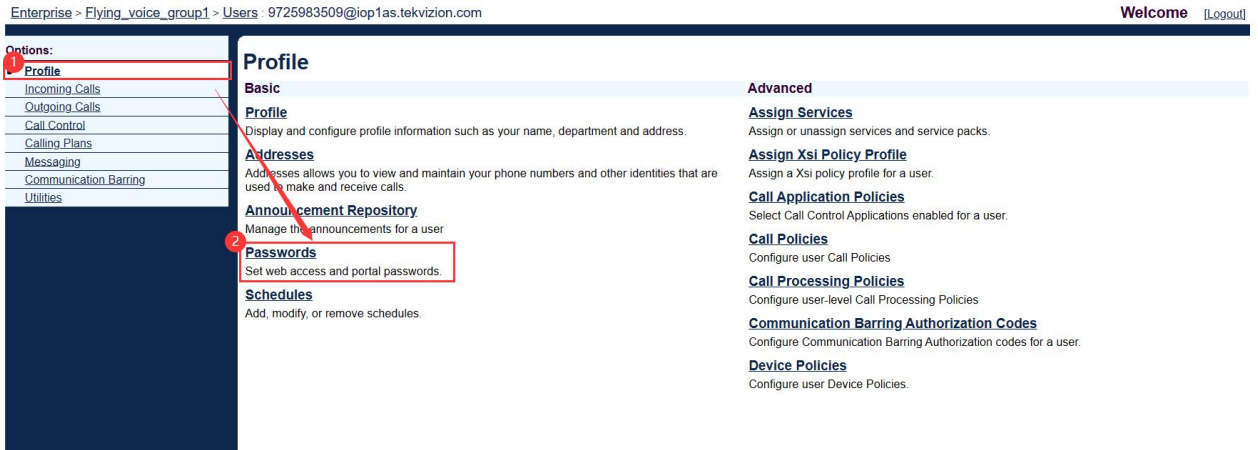 Enterprise > Flying_voice_group1 > Users : 9725983509@iop1as.tekvizion.com
Welcome [Logout]
Options:
1
Profile
Incoming Calls
Outgoing Calls
Call Control
Calling Plans
Messaging
Communication Barring
Utilities
Profile
Basic
Profile
Display and configure profile information such as your name, department and address.
Addresses
Addresses allows you to view and maintain your phone numbers and other identities that are
used to make and receive calls.
Announcement Repository
Manage the announcements for a user
2
Passwords
Set web access and portal passwords.
Schedules
Add, modify, or remove schedules.
Advanced
Assign Services
Assign or unassign services and service packs.
Assign Xsi Policy Profile
Assign a Xsi policy profile for a user.
Call Application Policies
Select Call Control Applications enabled for a user.
Call Policies
Configure user Call Policies
Call Processing Policies
Configure user-level Call Processing Policies
Communication Barring Authorization Codes
Configure Communication Barring Authorization codes for a user.
Device Policies
Configure user Device Policies.